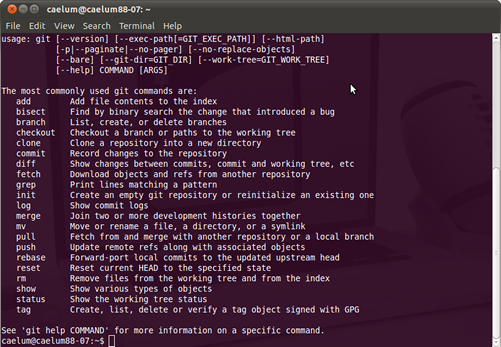 caelum@caelum88-07: ~
File Edit View Search Terminal Help
usage: git [--version] [--exec-path[=GIT_EXEC_PATH]] [--html-path]
[-p|--paginate|--no-pager] [--no-replace-objects]
[--bare] [--git-dir=GIT_DIR] [--work-tree=GIT_WORK_TREE]
[--help] COMMAND [ARGS]
The most commonly used git commands are:
add Add file contents to the index
bisect Find by binary search the change that introduced a bug
branch List, create, or delete branches
checkout Checkout a branch or paths to the working tree
clone Clone a repository into a new directory
commit Record changes to the repository
diff Show changes between commits, commit and working tree, etc
fetch Download objects and refs from another repository
grep Print lines matching a pattern
init Create an empty git repository or reinitialize an existing one
log Show commit logs
merge Join two or more development histories together
mv Move or rename a file, a directory, or a symlink
pull Fetch from and merge with another repository or a local branch
push Update remote refs along with associated objects
rebase Forward-port local commits to the updated upstream head
reset Reset current HEAD to the specified state
rm Remove files from the working tree and from the index
show Show various types of objects
status Show the working tree status
tag Create, list, delete or verify a tag object signed with GPG
See 'git help COMMAND' for more information on a specific command.
caelum@caelum88-07:~$